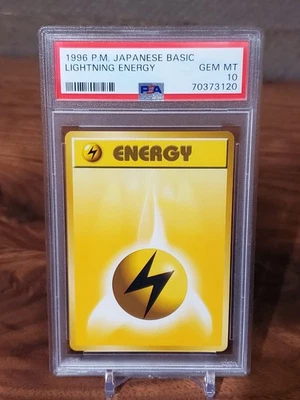 1996 P.M. JAPANESE BASIC
LIGHTNING ENERGY GEM MT
10
PSA 70373120
ENERGY